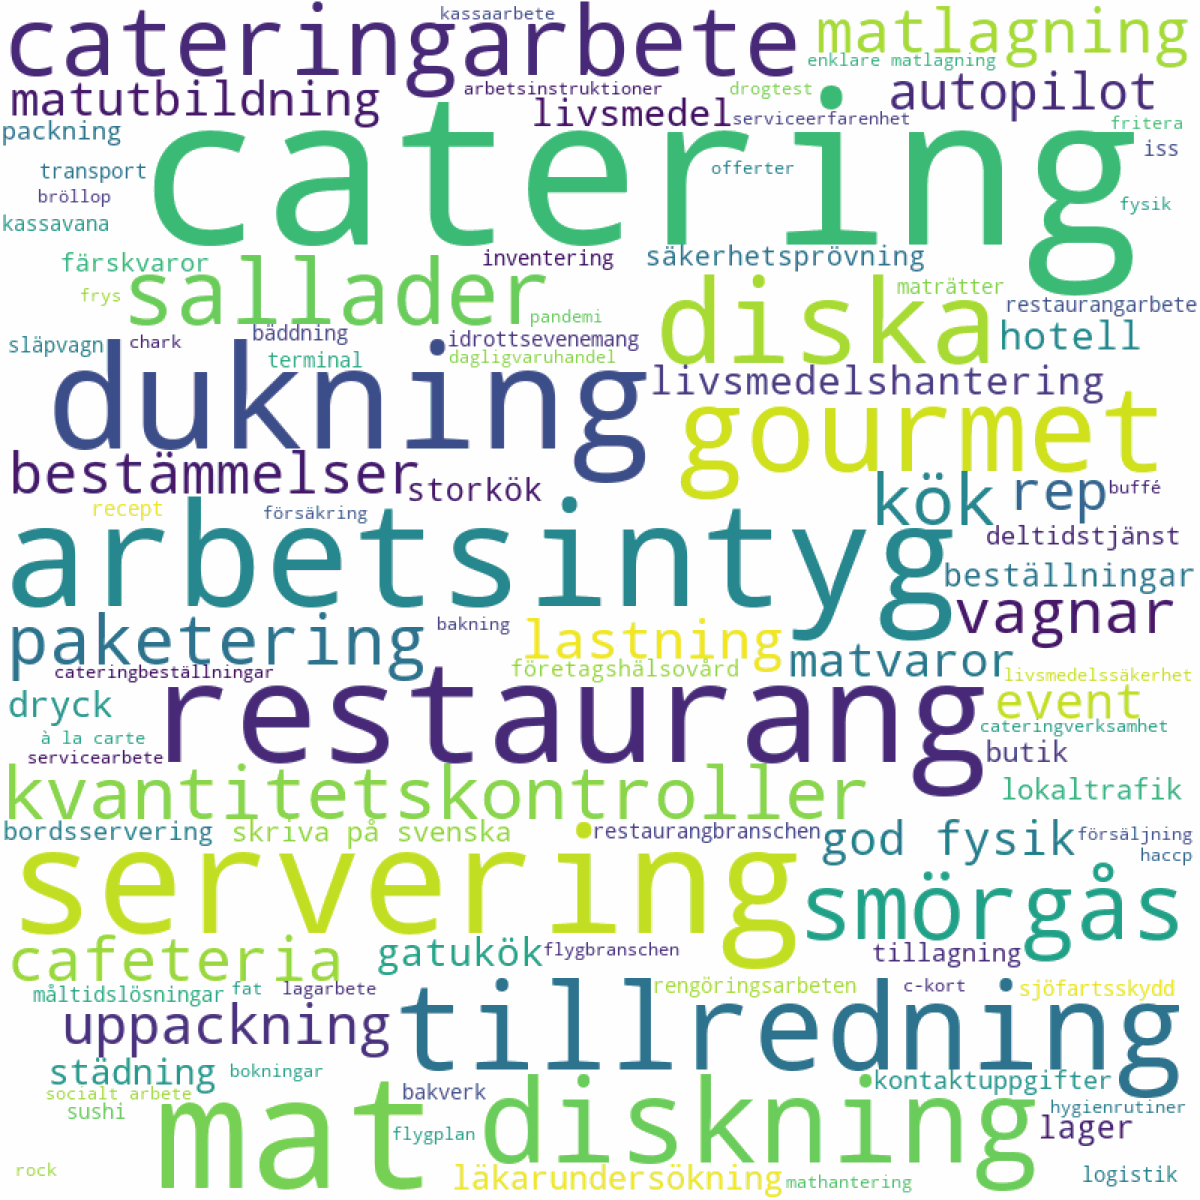 kassaarbete
cateringarbete
matlagning
enklare matlagning
matutbildning
arbetsinstruktioner
drogtest
autopilot
livsmedel
serviceerfarenhet
packning
fritera
iss
catering
transport
offerter
bröllop
fysik
kassavana
färskvaror
inventering
säkerhetsprövning
frys
sallader
maträtter
restaurangarbete
pandemi
diska
hotell
släpvagn
chark
bäddning
idrottsevenemang
terminal
dagligvaruhandel
dukning
livsmedelshantering
gourmet
bestämmelser
storkök
kök
rep
buffé
recept
försäkring
deltidstjänst
arbetsintyg
beställningar
vagnar
paketering
bakning
lastning
matvaror
cateringbeställningar
företagshälsovård
livsmedelssäkerhet
dryck
restaurang
event
cateringverksamhet
à la carte
servicearbete
butik
kvantitetskontroller
lokaltrafik
bordsservering
skriva på svenska
restaurangbranschen
god fysik
försäljning
haccp
servering
smörgås
cafeteria
gatukök
flygbranschen
tillagning
måltidslösningar
fat
lagarbete
rengöringsarbeten
c-kort
sjöfartsskydd
uppackning
tillredning
städning
bokningar
kontaktuppgifter
socialt arbete
bakverk
sushi
mat
diskning
hygienrutiner
flygplan
lager
rock
läkarundersökning
mathantering
logistik